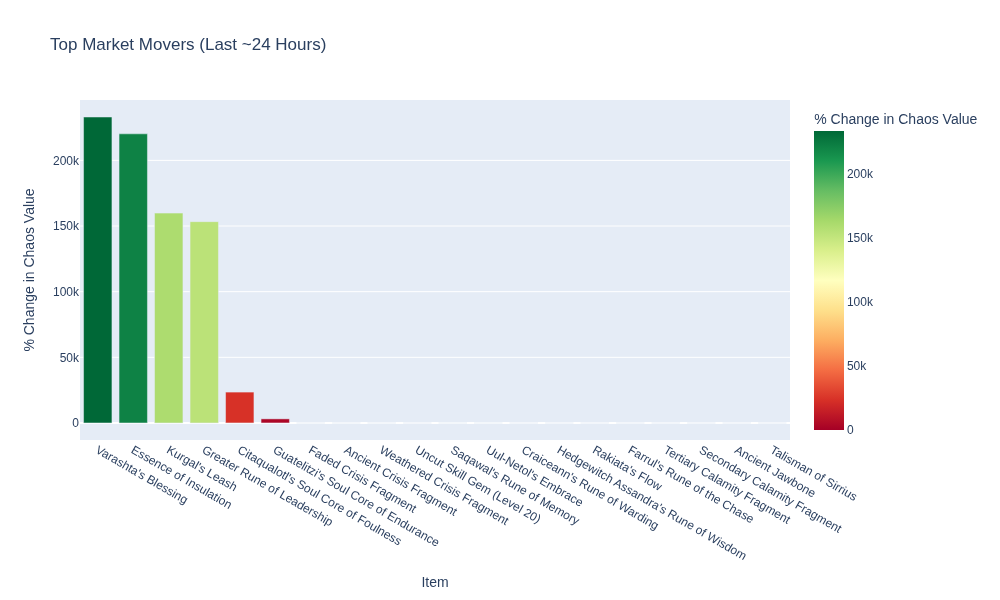 Top Market Movers (Last ~24 Hours)
% Change in Chaos Value
200k
150k
100k
50k
0
% Change in Chaos Value
200k
150k
100k
50k
0
Varashta's Blessing
Essence of Insulation
Kurgal's Leash
Greater Rune of Leadership
Citaqualotl's Soul Core of Foulness
Guatelitzi's Soul Core of Endurance
Faded Crisis Fragment
Ancient Crisis Fragment
Weathered Crisis Fragment
Uncut Skill Gem (Level 20)
Saqawal's Rune of Memory
Uul-Netol's Embrace
Craiceann's Rune of Warding
Hedgewitch Assandra's Rune of Wisdom
Rakiata's Flow
Farrul's Rune of the Chase
Tertiary Calamity Fragment
Secondary Calamity Fragment
Ancient Jawbone
Talisman of Sirrius
Item